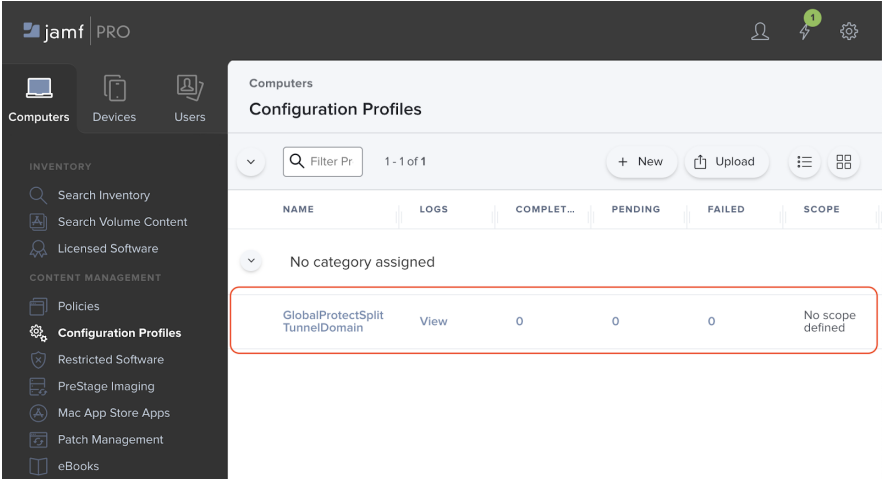 jamf PRO
1
Computers
Devices
Users
INVENTORY
Search Inventory
Search Volume Content
Licensed Software
CONTENT MANAGEMENT
Policies
Configuration Profiles
Restricted Software
PreStage Imaging
Mac App Store Apps
Patch Management
eBooks
Computers
Configuration Profiles
Filter Pr
1 - 1 of 1
+ New
Upload
NAME LOGS COMPLET... PENDING FAILED SCOPE
No category assigned
GlobalProtectSplit
TunnelDomain
View 0 0 0
No scope
defined